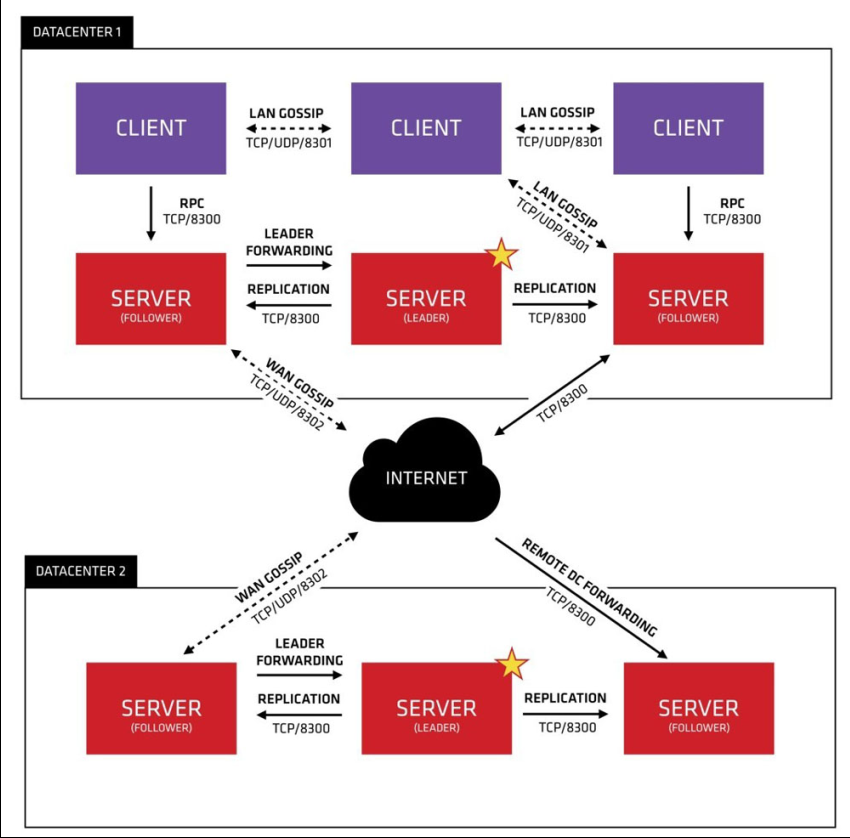 DATACENTER 1
CLIENT
LAN GOSSIP
TCP/UDP/8301
CLIENT
LAN GOSSIP
TCP/UDP/8301
CLIENT
RPC
TCP/8300
LAN GOSSIP
TCP/UDP/8301
RPC
TCP/8300
SERVER
(FOLLOWER)
LEADER
FORWARDING
REPLICATION
TCP/8300
SERVER
(LEADER)
REPLICATION
TCP/8300
SERVER
(FOLLOWER)
WAN GOSSIP
TCP/UDP/8302
TCP/8300
INTERNET
DATACENTER 2
WAN GOSSIP
TCP/UDP/8302
REMOTE DC FORWARDING
TCP/8300
SERVER
(FOLLOWER)
LEADER
FORWARDING
REPLICATION
TCP/8300
SERVER
(LEADER)
REPLICATION
TCP/8300
SERVER
(FOLLOWER)